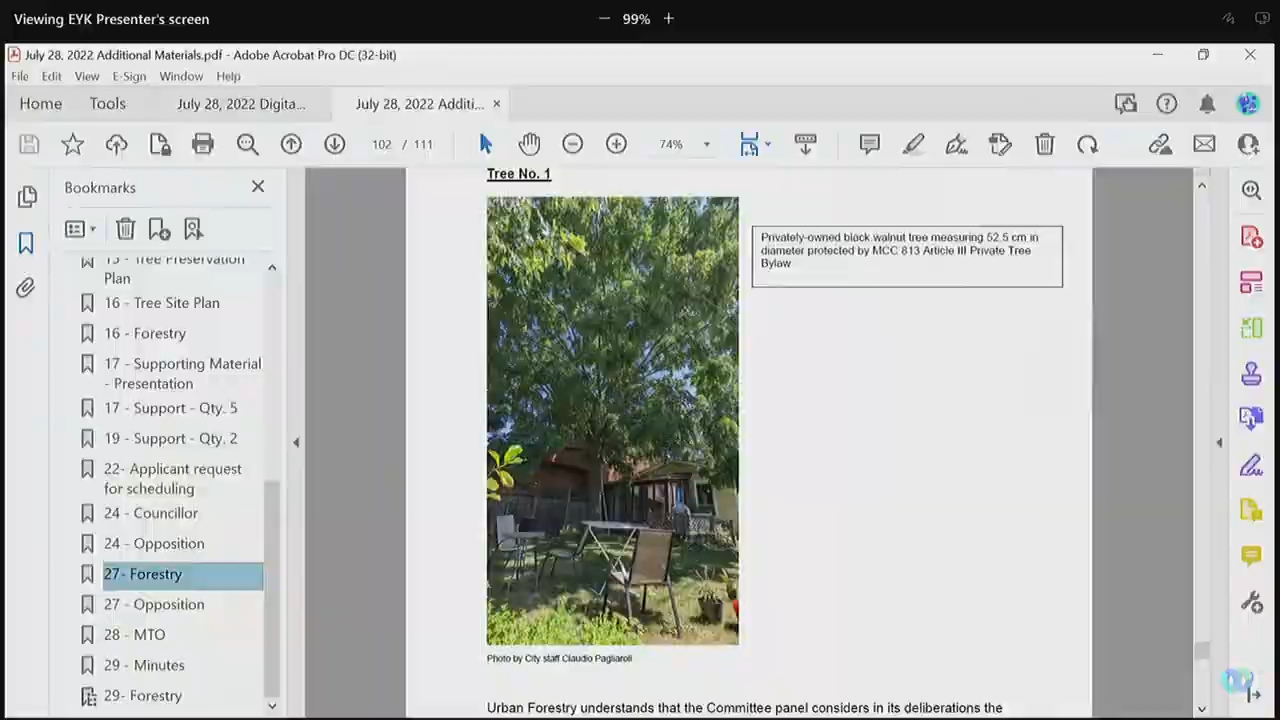 Viewing EYK Presenter's screen
99%
July 28, 2022 Additional Materials.pdf - Adobe Acrobat Pro DC (32-bit)
File Edit View E-Sign Window Help
Home Tools July 28, 2022 Digita... July 28, 2022 Additi...
102 / 111 74%
Bookmarks
15 - Tree Preservation
Plan
16 - Tree Site Plan
16 - Forestry
17 - Supporting Material
- Presentation
17 - Support - Qty. 5
19 - Support - Qty. 2
22- Applicant request
for scheduling
24 - Councillor
24 - Opposition
27- Forestry
27 - Opposition
28 - MTO
29 - Minutes
29- Forestry
Tree No. 1
Privately-owned black walnut tree measuring 52.5 cm in
diameter protected by MCC 813 Article III Private Tree
Bylaw
Photo by City staff Claudio Pagliaroli
Urban Forestry understands that the Committee panel considers in its deliberations the